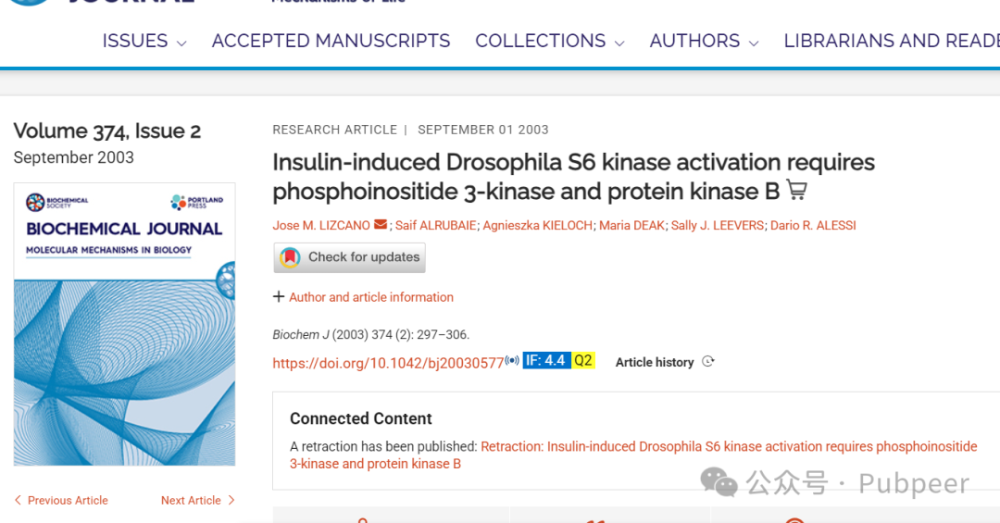 JOURNAL
Mechanisms of Life
ISSUES ACCEPTED MANUSCRIPTS COLLECTIONS AUTHORS LIBRARIANS AND READE
Volume 374, Issue 2
September 2003
BIOCHEMICAL SOCIETY
PORTLAND PRESS
BIOCHEMICAL JOURNAL
MOLECULAR MECHANISMS IN BIOLOGY
Previous Article Next Article
RESEARCH ARTICLE | SEPTEMBER 01 2003
Insulin-induced Drosophila S6 kinase activation requires
phosphoinositide 3-kinase and protein kinase B
Jose M. LIZCANO ; Saif ALRUBAIE; Agnieszka KIELOCH; Maria DEAK; Sally J. LEEVERS; Dario R. ALESSI
Check for updates
+ Author and article information
Biochem J (2003) 374 (2): 297–306.
https://doi.org/10.1042/bj20030577 IF: 4.4 Q2 Article history
Connected Content
A retraction has been published: Retraction: Insulin-induced Drosophila S6 kinase activation requires phosphoinositide
3-kinase and protein kinase B
公众号 · Pubpeer